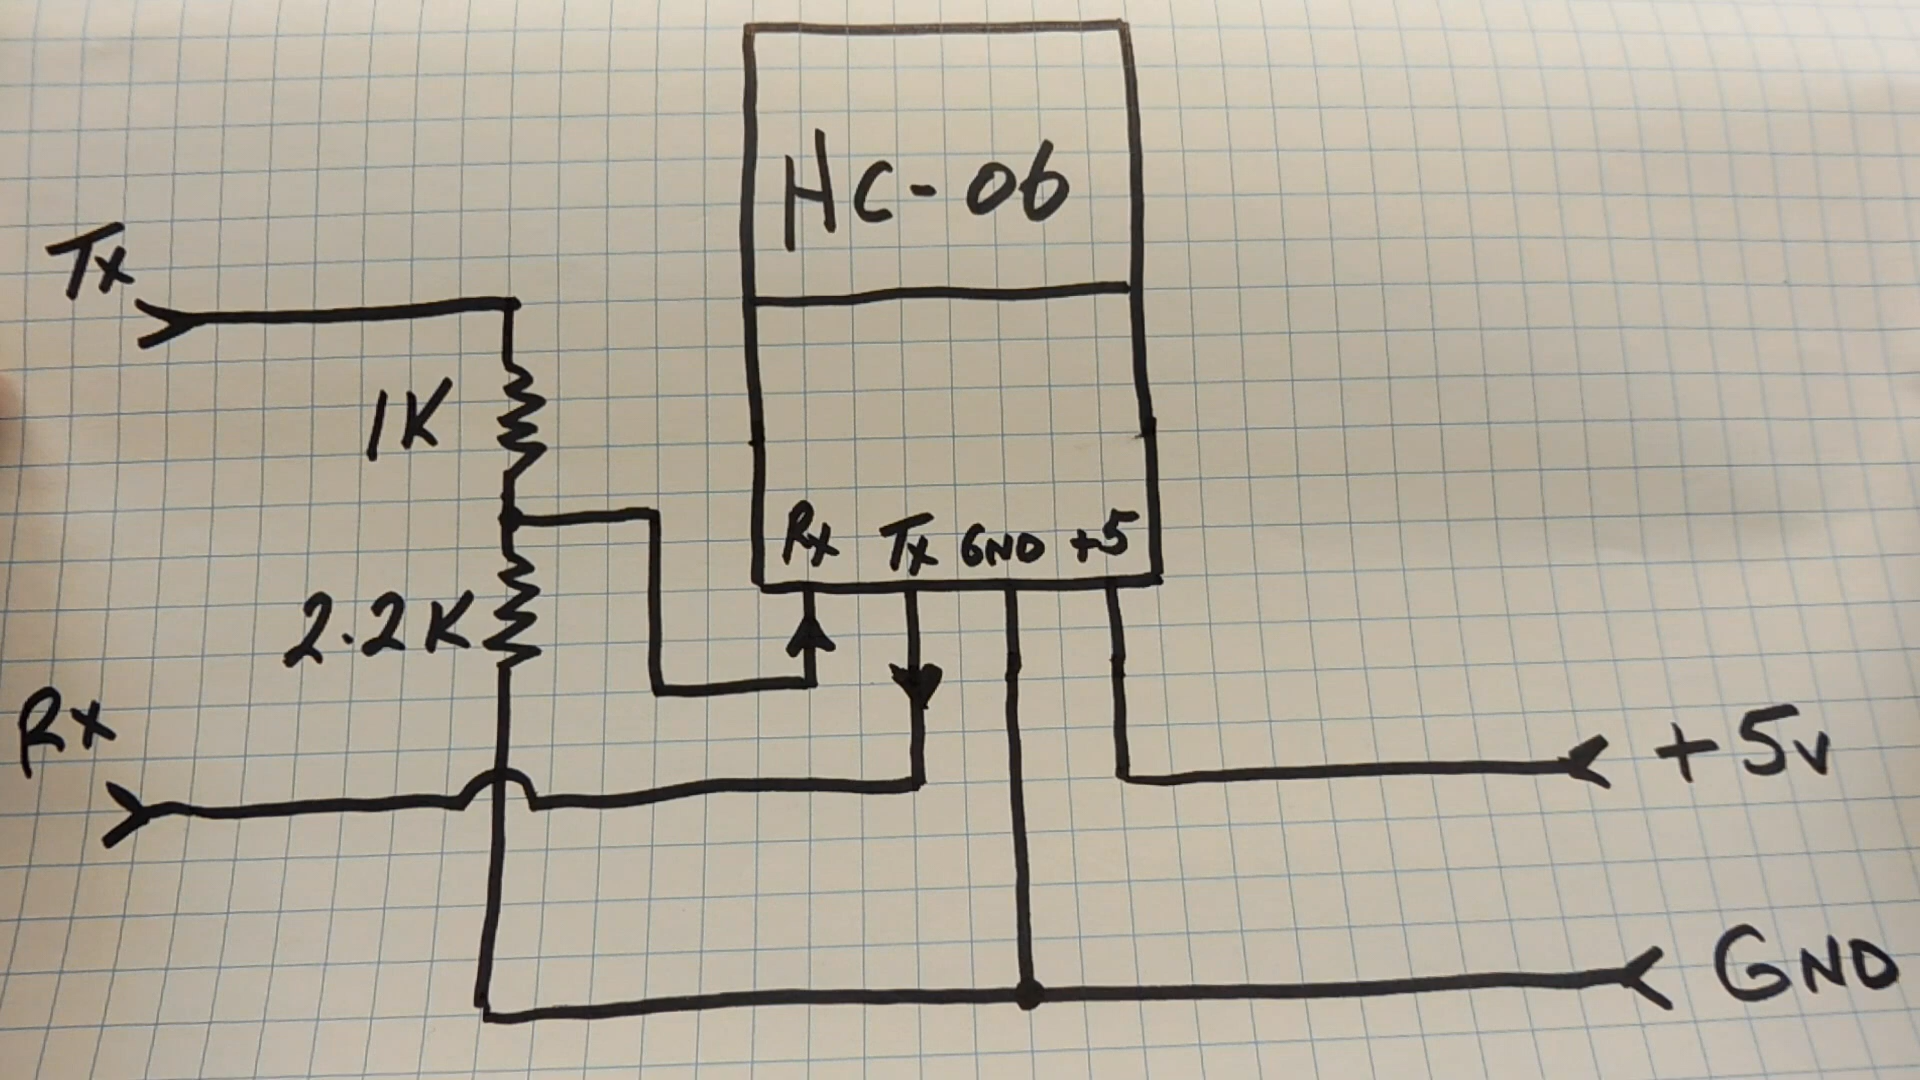 HC-06
Tx
1K
Rx Tx GND +5
2.2K
Rx
+5v
GND